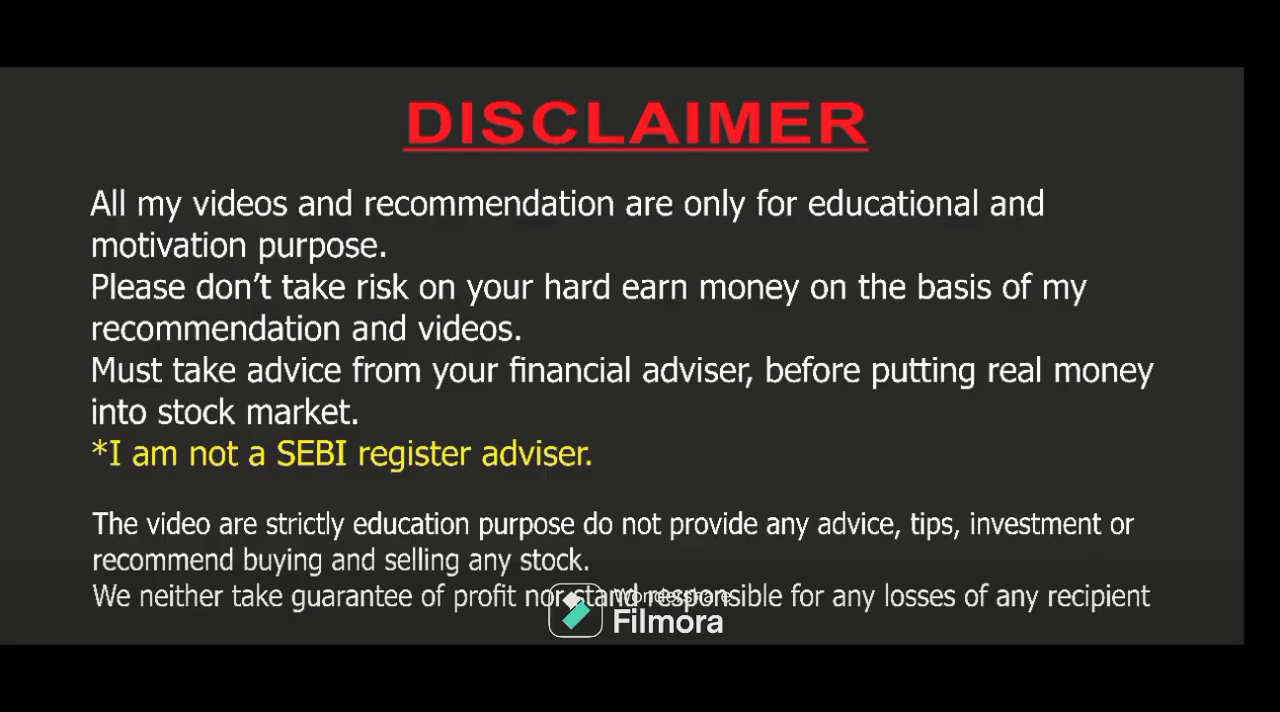 DISCLAIMER
All my videos and recommendation are only for educational and
motivation purpose.
Please don't take risk on your hard earn money on the basis of my
recommendation and videos.
Must take advice from your financial adviser, before putting real money
into stock market.
*I am not a SEBI register adviser.
The video are strictly education purpose do not provide any advice, tips, investment or
recommend buying and selling any stock.
We neither take guarantee of profit nor stand responsible for any losses of any recipient
Wondershare
Filmora